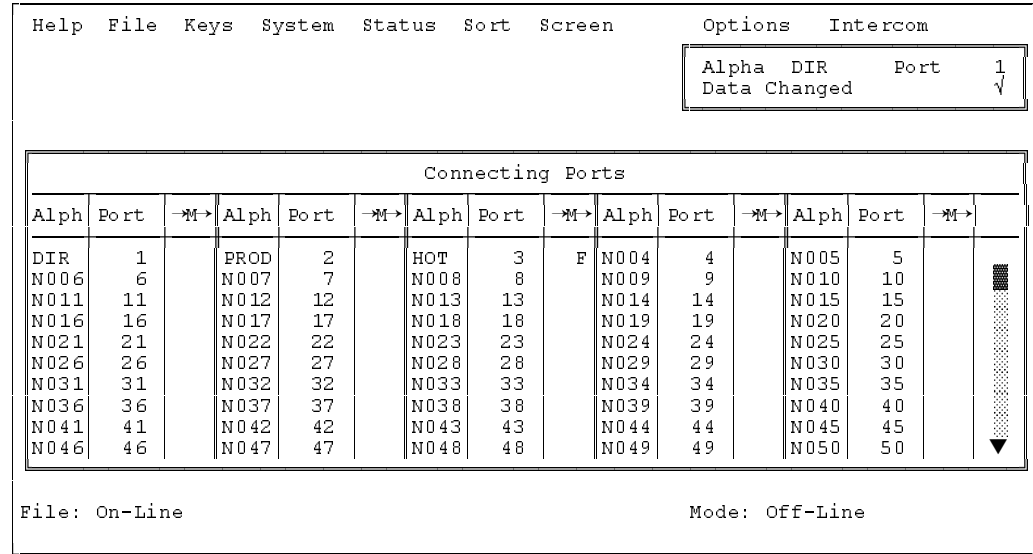 Help File Keys System Status Sort Screen Options Intercom
Alpha DIR Port 1
Data Changed √
Connecting Ports
Alph Port →M→ Alph Port →M→ Alph Port →M→ Alph Port →M→ Alph Port →M→
DIR 1 PROD 2 HOT 3 F N004 4 N005 5
N006 6 N007 7 N008 8 N009 9 N010 10
N011 11 N012 12 N013 13 N014 14 N015 15
N016 16 N017 17 N018 18 N019 19 N020 20
N021 21 N022 22 N023 23 N024 24 N025 25
N026 26 N027 27 N028 28 N029 29 N030 30
N031 31 N032 32 N033 33 N034 34 N035 35
N036 36 N037 37 N038 38 N039 39 N040 40
N041 41 N042 42 N043 43 N044 44 N045 45
N046 46 N047 47 N048 48 N049 49 N050 50
File: On-Line Mode: Off-Line